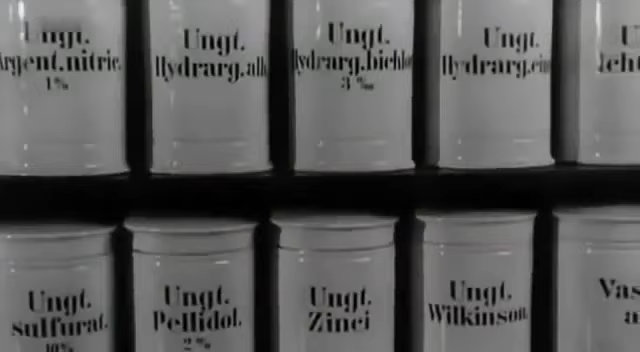 Ungt.
Argent.nitric.
1%
Ungt.
Hydrarg.alb
Ungt.
Hydrarg.bichlo
3 ‰
Ungt.
Hydrarg.
Ungt.
sulfurat.
10%
Ungt.
Pellidol.
2%
Ungt.
Zinci
Ungt.
Wilkinson
Vas